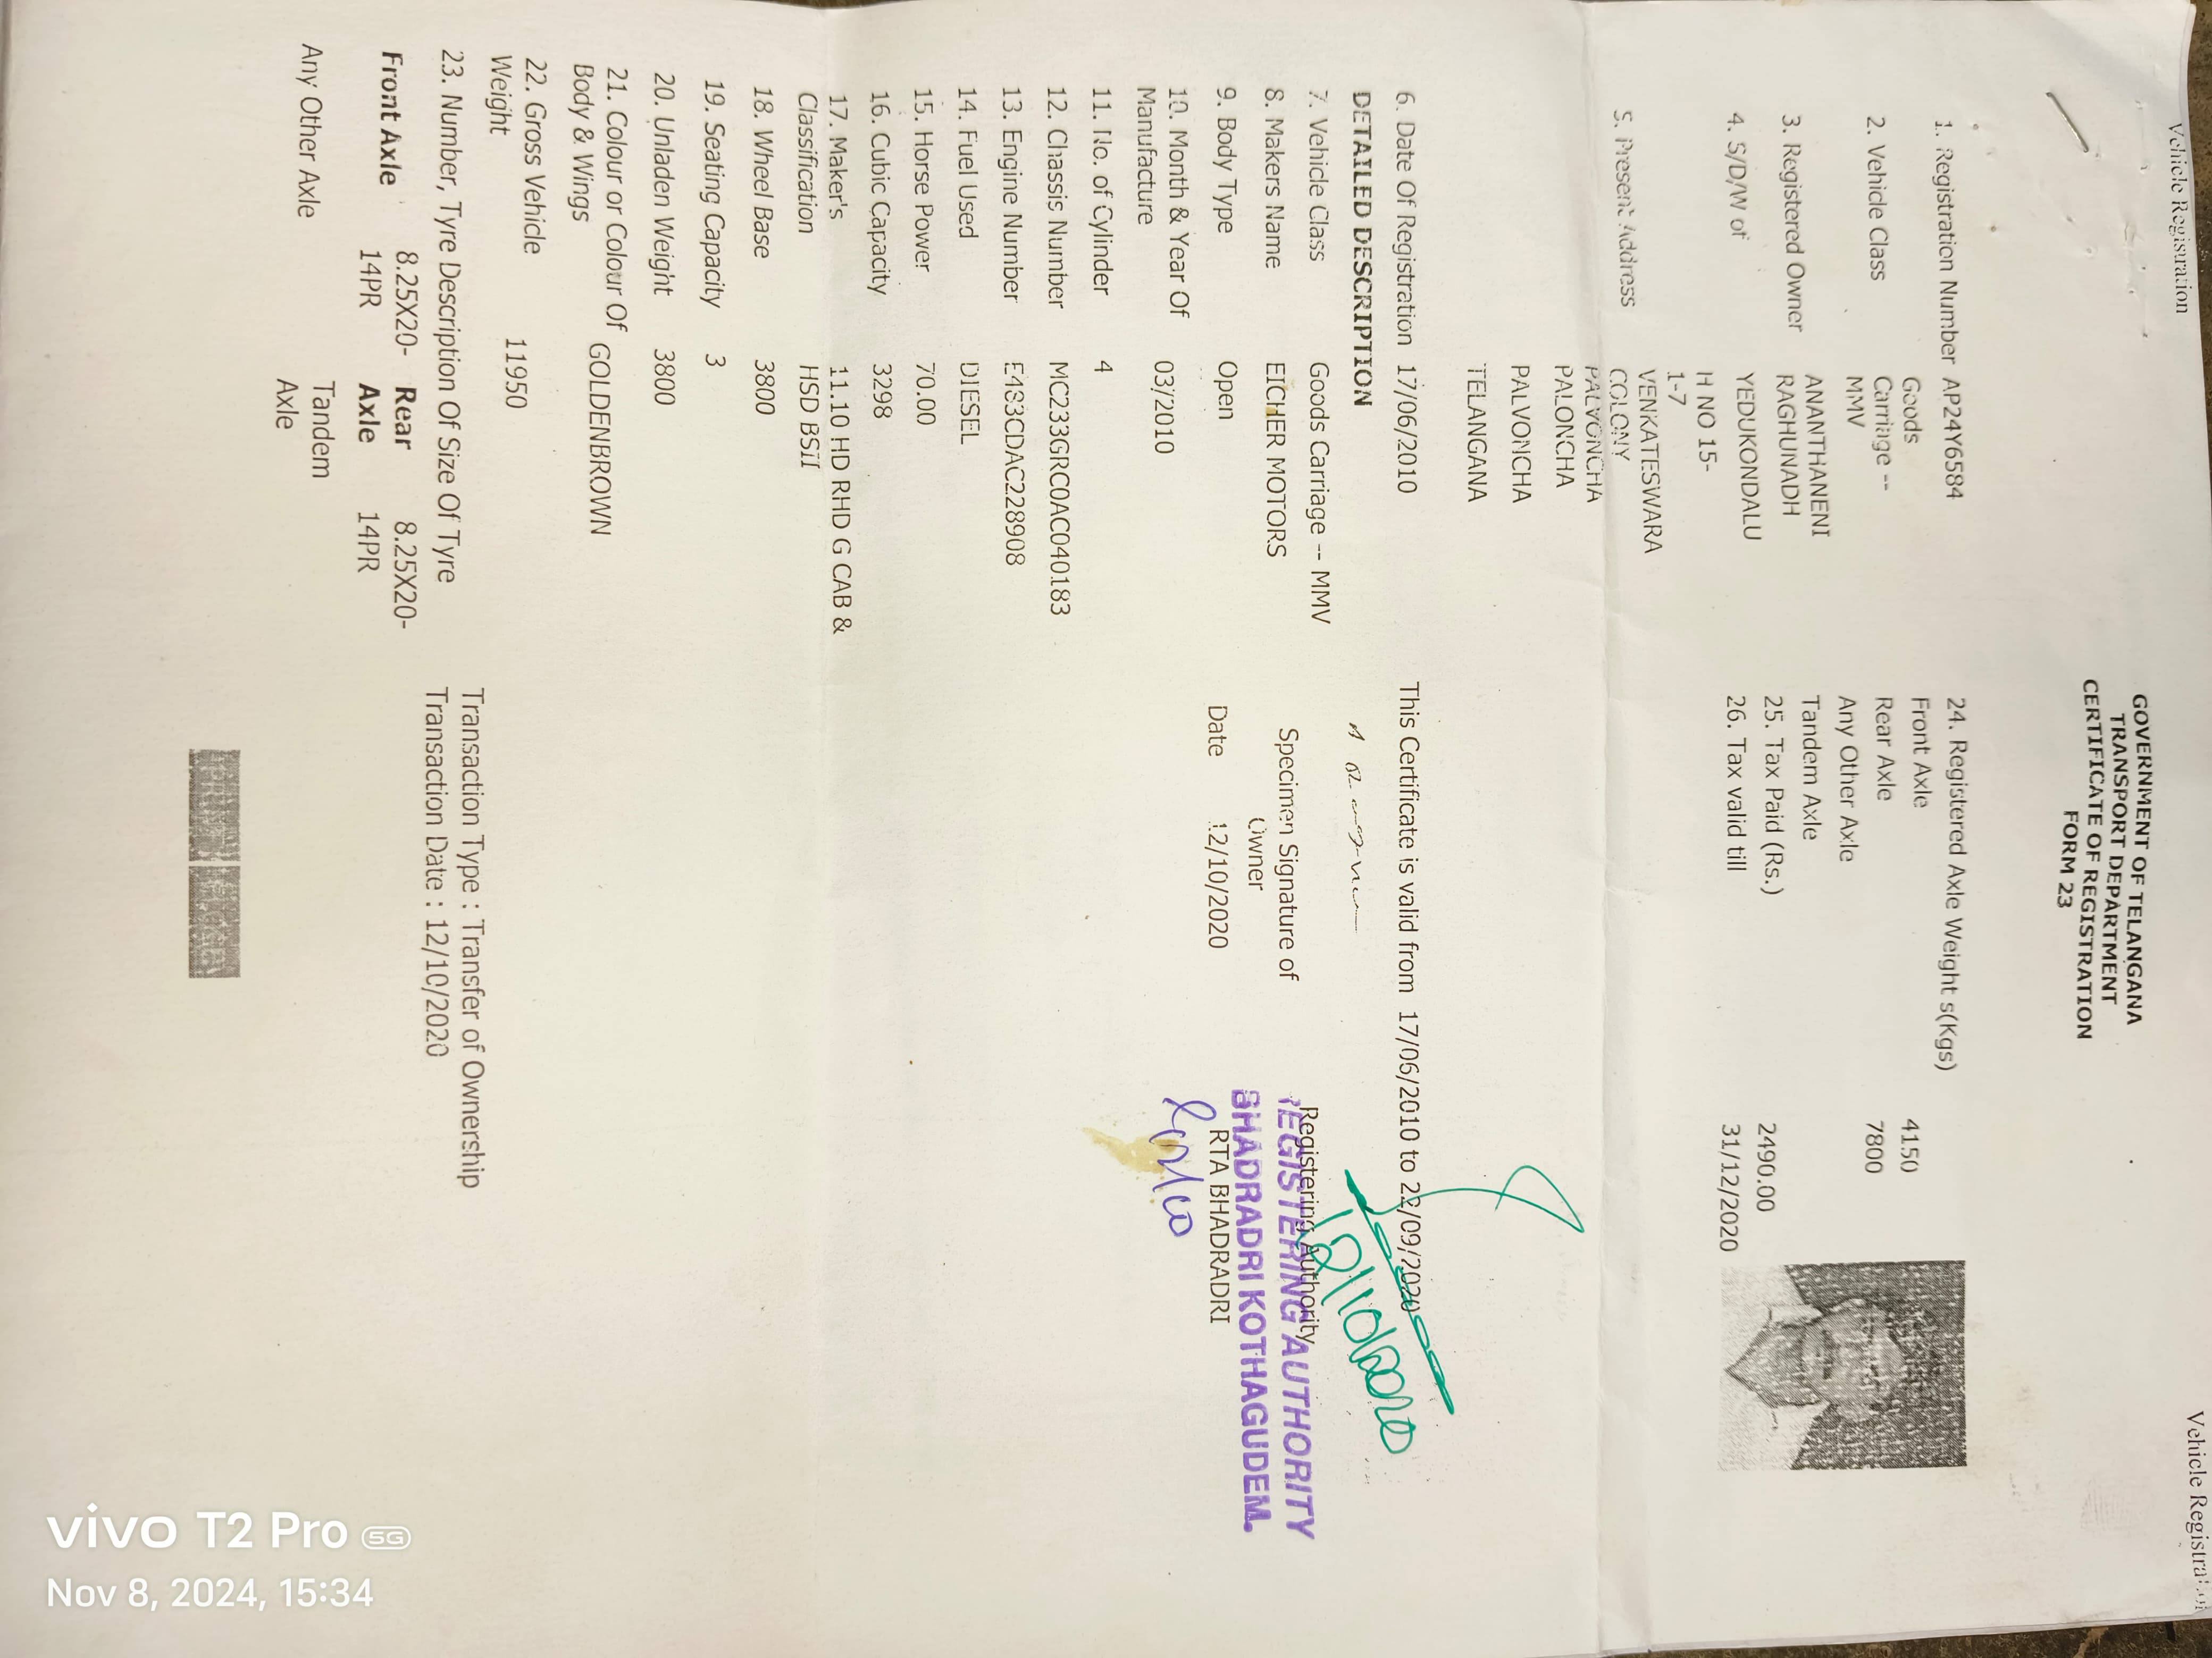 Vehicle Registration
Vehicle Registration
GOVERNMENT OF TELANGANA
TRANSPORT DEPARTMENT
CERTIFICATE OF REGISTRATION
FORM 23
1. Registration Number AP24Y6584
2. Vehicle Class Goods
Carriage --
MMV
3. Registered Owner ANANTHANENI
RAGHUNADH
4. S/D/W of YEDUKONDALU
5. Present Address H NO 15-
1-7
VENKATESWARA
COLONY
PALVONCHA
PALONCHA
PALVONCHA
TELANGANA
6. Date Of Registration 17/06/2010
DETAILED DESCRIPTION
7. Vehicle Class Goods Carriage -- MMV
8. Makers Name EICHER MOTORS
9. Body Type Open
10. Month & Year Of
Manufacture 03/2010
11. No. of Cylinder 4
12. Chassis Number MC233GRC0AC040183
13. Engine Number E483CDAC228908
14. Fuel Used DIESEL
15. Horse Power 70.00
16. Cubic Capacity 3298
17. Maker's 11.10 HD RHD G CAB &
Classification HSD BSII
18. Wheel Base 3800
19. Seating Capacity 3
20. Unladen Weight 3800
21. Colour or Colour Of
Body & Wings GOLDENBROWN
22. Gross Vehicle
Weight 11950
23. Number, Tyre Description Of Size Of Tyre
Front Axle 8.25X20- Rear 8.25X20-
14PR Axle 14PR
Any Other Axle Tandem
Axle
24. Registered Axle Weight s(Kgs)
Front Axle 4150
Rear Axle 7800
Any Other Axle
Tandem Axle
25. Tax Paid (Rs.) 2490.00
26. Tax valid till 31/12/2020
This Certificate is valid from 17/06/2010 to 22/09/2020
Specimen Signature of
Owner
Date 12/10/2020
Registering Authority
REGISTERING AUTHORITY
BHADRADRI KOTHAGUDEM.
RTA BHADRADRI
Transaction Type : Transfer of Ownership
Transaction Date : 12/10/2020
vivo T2 Pro 5G
Nov 8, 2024, 15:34